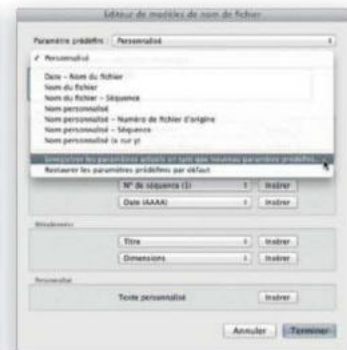 Éditeur de modèles de nom de fichier
Paramètre prédéfini : Personnalisé
✓ Personnalisé
Date – Nom du fichier
Nom du fichier
Nom du fichier – Séquence
Nom personnalisé
Nom personnalisé – Numéro de fichier d'origine
Nom personnalisé – Séquence
Nom personnalisé (x sur y)
Enregistrer les paramètres actuels en tant que nouveau paramètre prédéfini...
Restaurer les paramètres prédéfinis par défaut
N° de séquence (1) Insérer
Date (AAAA) Insérer
Métadonnées
Titre Insérer
Dimensions Insérer
Personnalisé
Texte personnalisé Insérer
Annuler Terminer